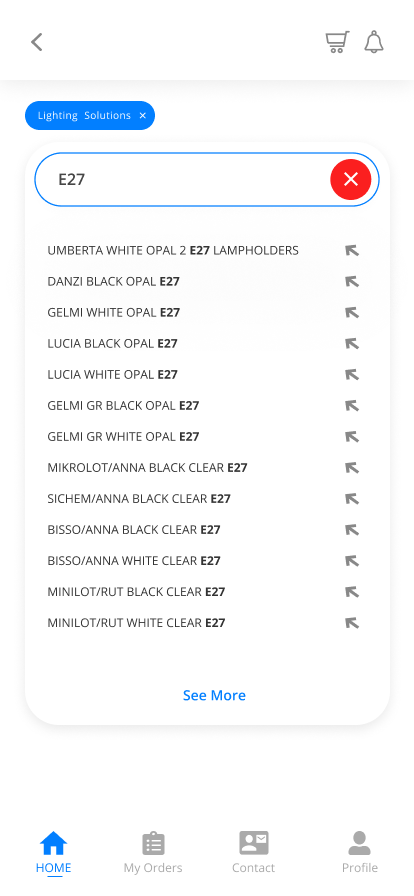 Lighting Solutions ×
E27
UMBERTA WHITE OPAL 2 E27 LAMPHOLDERS
DANZI BLACK OPAL E27
GELMI WHITE OPAL E27
LUCIA BLACK OPAL E27
LUCIA WHITE OPAL E27
GELMI GR BLACK OPAL E27
GELMI GR WHITE OPAL E27
MIKROLOT/ANNA BLACK CLEAR E27
SICHEM/ANNA BLACK CLEAR E27
BISSO/ANNA BLACK CLEAR E27
BISSO/ANNA WHITE CLEAR E27
MINILOT/RUT BLACK CLEAR E27
MINILOT/RUT WHITE CLEAR E27
See More
HOME My Orders Contact Profile